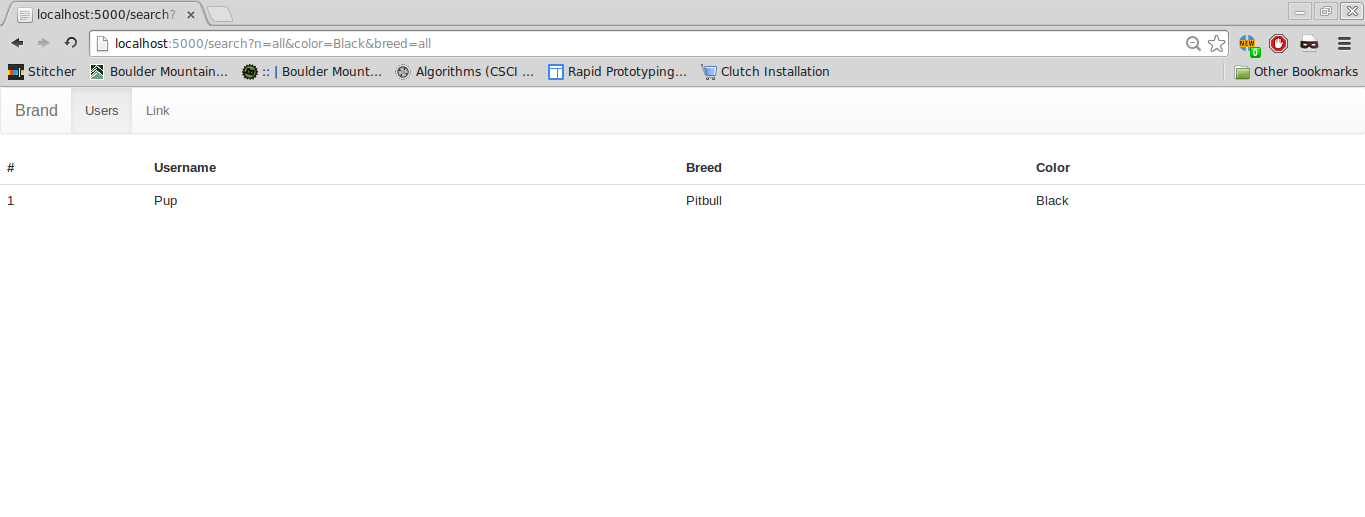 localhost:5000/search?
localhost:5000/search?n=all&color=Black&breed=all
NEW
0
Stitcher Boulder Mountain... :: | Boulder Mount... Algorithms (CSCI ... Rapid Prototyping... Clutch Installation Other Bookmarks
Brand Users Link
# Username Breed Color
1 Pup Pitbull Black